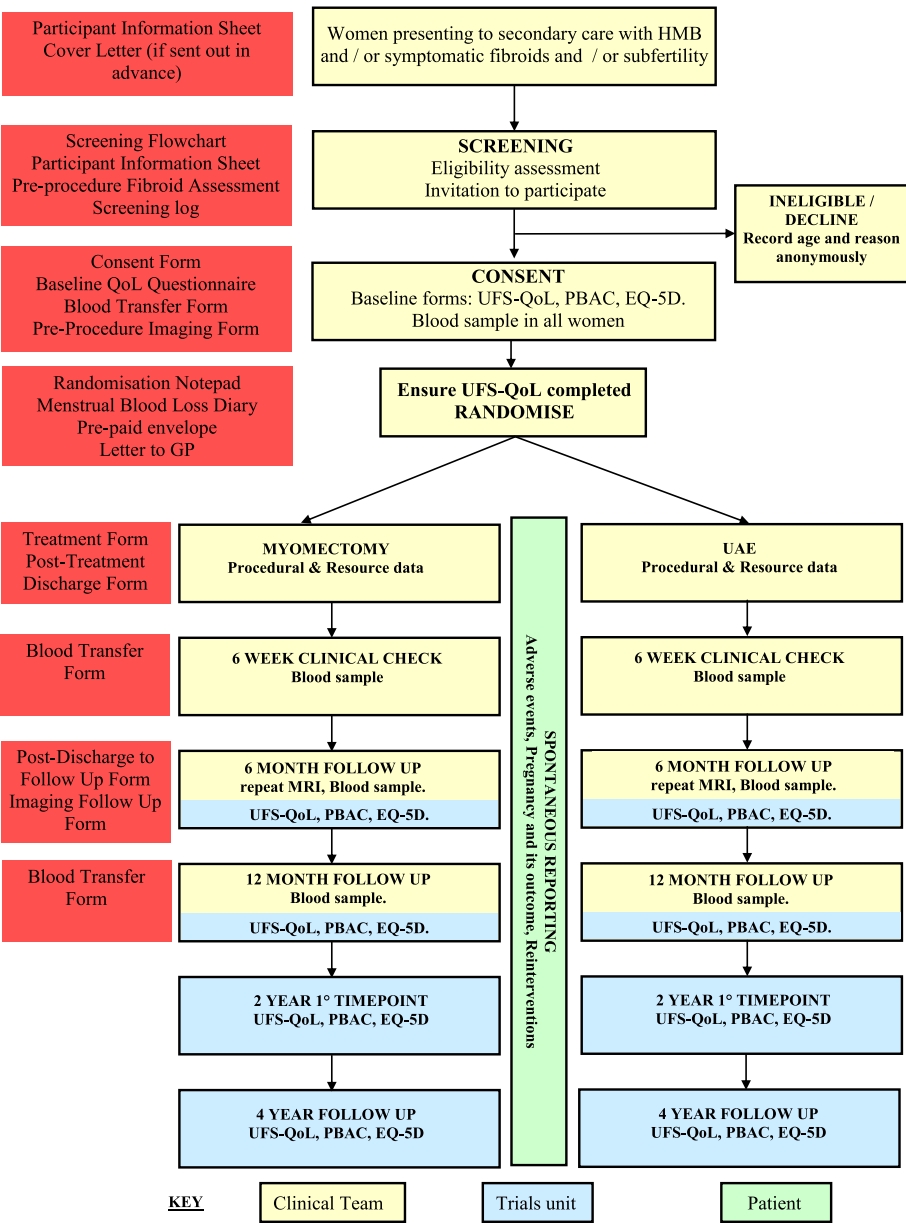 Participant Information Sheet
Cover Letter (if sent out in
advance)
Women presenting to secondary care with HMB
and / or symptomatic fibroids and / or subfertility
Screening Flowchart
Participant Information Sheet
Pre-procedure Fibroid Assessment
Screening log
SCREENING
Eligibility assessment
Invitation to participate
INELIGIBLE /
DECLINE
Record age and reason
anonymously
Consent Form
Baseline QoL Questionnaire
Blood Transfer Form
Pre-Procedure Imaging Form
CONSENT
Baseline forms: UFS-QoL, PBAC, EQ-5D.
Blood sample in all women
Randomisation Notepad
Menstrual Blood Loss Diary
Pre-paid envelope
Letter to GP
Ensure UFS-QoL completed
RANDOMISE
Treatment Form
Post-Treatment
Discharge Form
MYOMECTOMY
Procedural & Resource data
UAE
Procedural & Resource data
SPONTANEOUS REPORTING
Adverse events, Pregnancy and its outcome, Reinterventions
Blood Transfer
Form
6 WEEK CLINICAL CHECK
Blood sample
6 WEEK CLINICAL CHECK
Blood sample
Post-Discharge to
Follow Up Form
Imaging Follow Up
Form
6 MONTH FOLLOW UP
repeat MRI, Blood sample.
UFS-QoL, PBAC, EQ-5D.
6 MONTH FOLLOW UP
repeat MRI, Blood sample.
UFS-QoL, PBAC, EQ-5D.
Blood Transfer
Form
12 MONTH FOLLOW UP
Blood sample.
UFS-QoL, PBAC, EQ-5D.
12 MONTH FOLLOW UP
Blood sample.
UFS-QoL, PBAC, EQ-5D.
2 YEAR 1° TIMEPOINT
UFS-QoL, PBAC, EQ-5D
2 YEAR 1° TIMEPOINT
UFS-QoL, PBAC, EQ-5D
4 YEAR FOLLOW UP
UFS-QoL, PBAC, EQ-5D
4 YEAR FOLLOW UP
UFS-QoL, PBAC, EQ-5D
KEY
Clinical Team
Trials unit
Patient